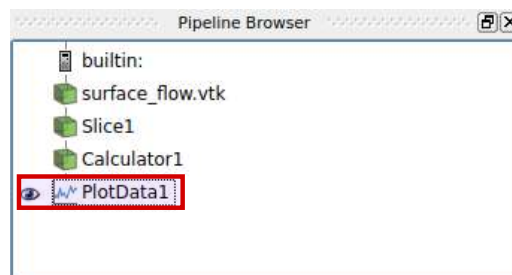 Pipeline Browser
builtin:
surface_flow.vtk
Slice1
Calculator1
PlotData1